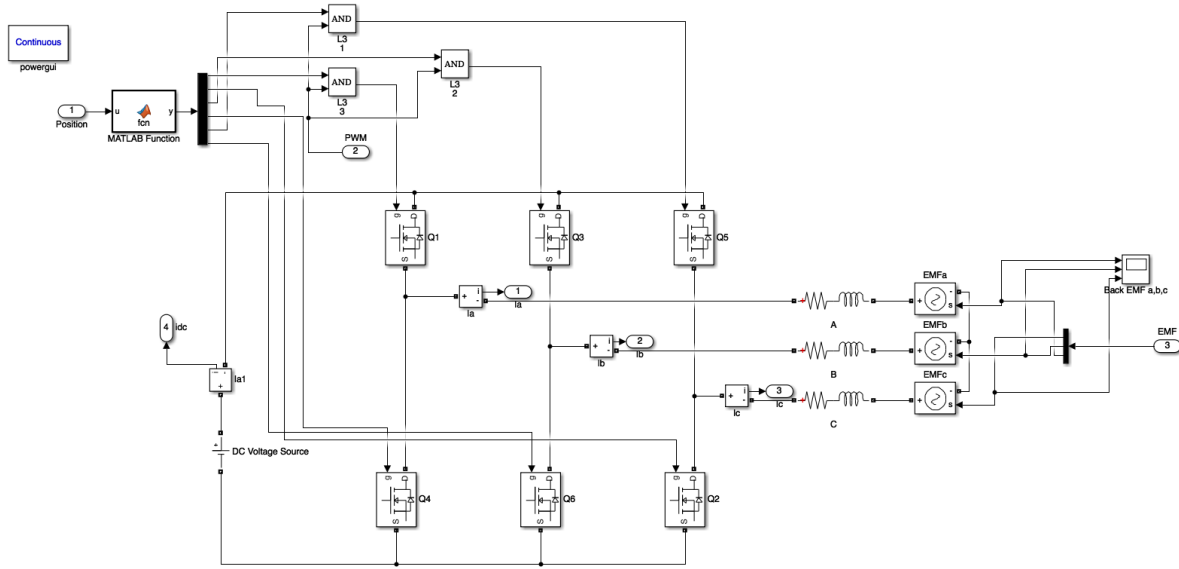 Continuous
powergui
AND
L3
1
AND
L3
2
AND
L3
3
1
Position
u
fcn
y
MATLAB Function
PWM
2
g
D
S
Q1
g
D
S
Q3
g
D
S
Q5
+
i
-
Ia
1
Ia
+
i
-
Ib
2
Ib
+
i
-
Ic
3
Ic
A
B
C
EMFa
+
-
s
EMFb
+
-
s
EMFc
+
-
s
Back EMF a,b,c
EMF
3
4
idc
-
+
Ia1
+
DC Voltage Source
g
D
S
Q4
g
D
S
Q6
g
D
S
Q2